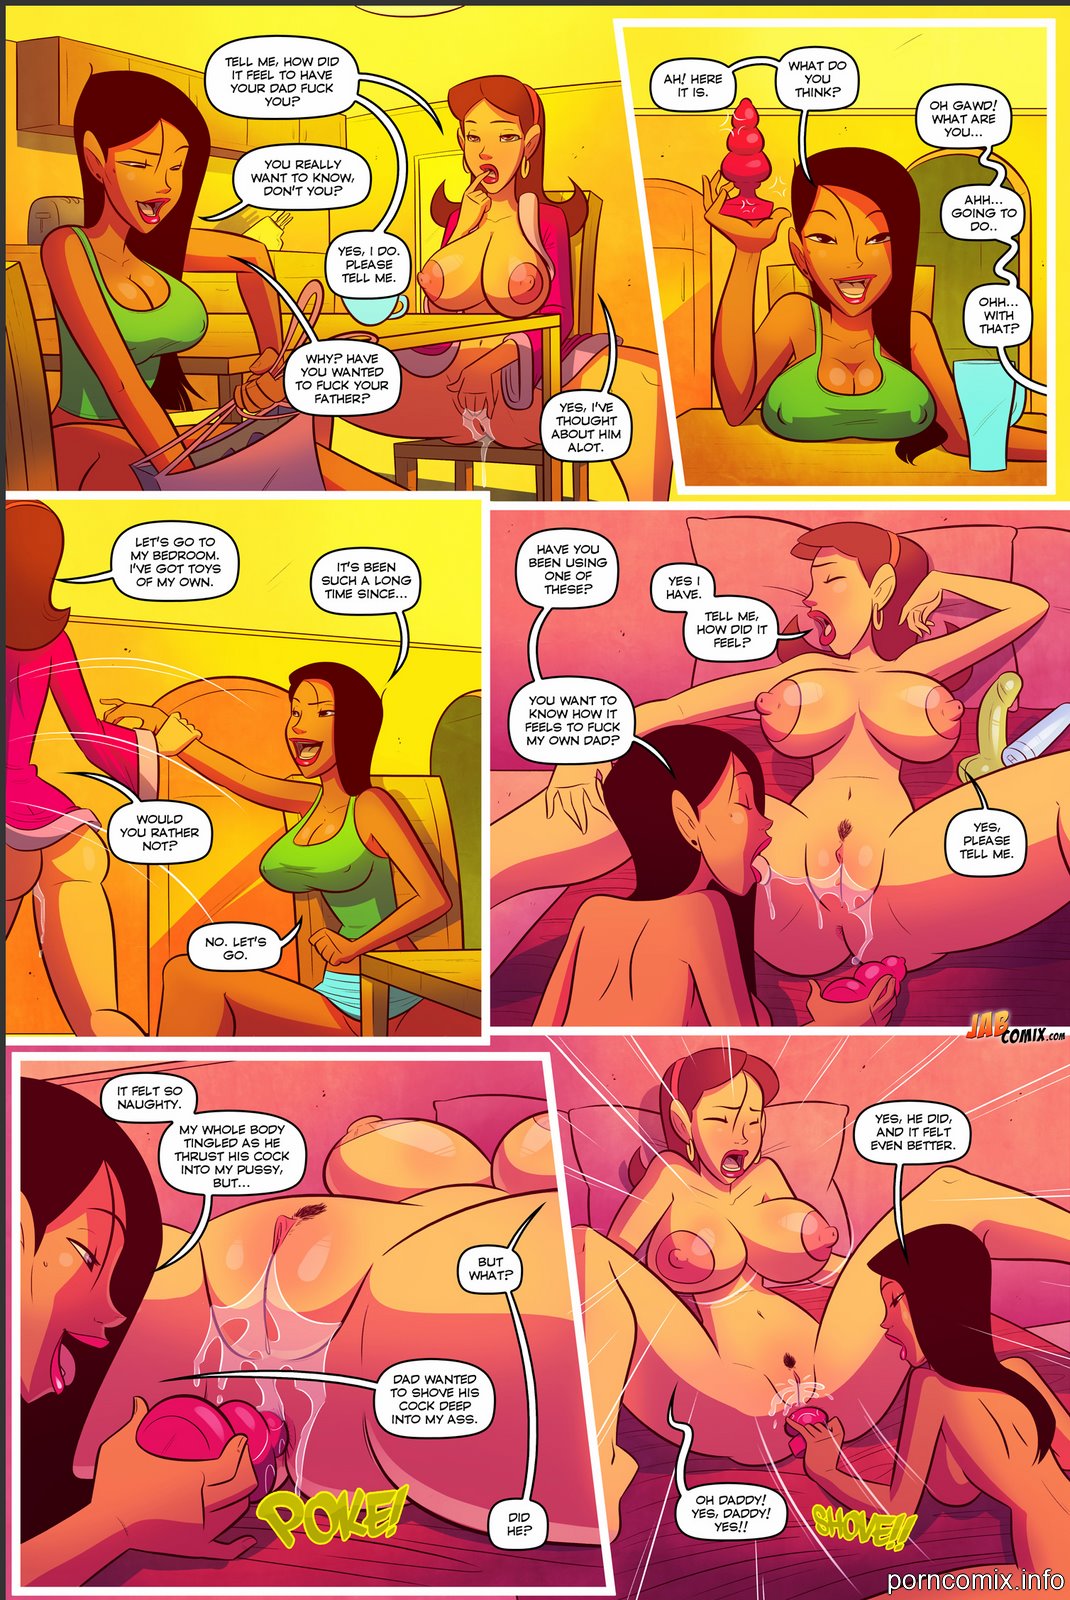 TELL ME, HOW DID
IT FEEL TO HAVE
YOUR DAD FUCK
YOU?
YOU REALLY
WANT TO KNOW,
DON'T YOU?
YES, I DO.
PLEASE
TELL ME.
WHY? HAVE
YOU WANTED
TO FUCK YOUR
FATHER?
YES, I'VE
THOUGHT
ABOUT HIM
ALOT.
AH! HERE
IT IS.
WHAT DO
YOU
THINK?
OH GAWD!
WHAT ARE
YOU...
AHH...
GOING TO
DO..
OHH...
WITH
THAT?
LET'S GO TO
MY BEDROOM.
I'VE GOT TOYS
OF MY OWN.
IT'S BEEN
SUCH A LONG
TIME SINCE...
WOULD
YOU RATHER
NOT?
NO. LET'S
GO.
HAVE YOU
BEEN USING
ONE OF
THESE?
YES I
HAVE.
TELL ME,
HOW DID IT
FEEL?
YOU WANT TO
KNOW HOW IT
FEELS TO FUCK
MY OWN DAD?
YES,
PLEASE
TELL ME.
JAB
COMIX.com
IT FELT SO
NAUGHTY.
MY WHOLE BODY
TINGLED AS HE
THRUST HIS COCK
INTO MY PUSSY,
BUT...
BUT
WHAT?
DAD WANTED
TO SHOVE HIS
COCK DEEP
INTO MY ASS.
POKE!
DID
HE?
YES, HE DID,
AND IT FELT
EVEN BETTER.
OH DADDY!
YES, DADDY!
YES!!
SHOVE!!
porncomix.info